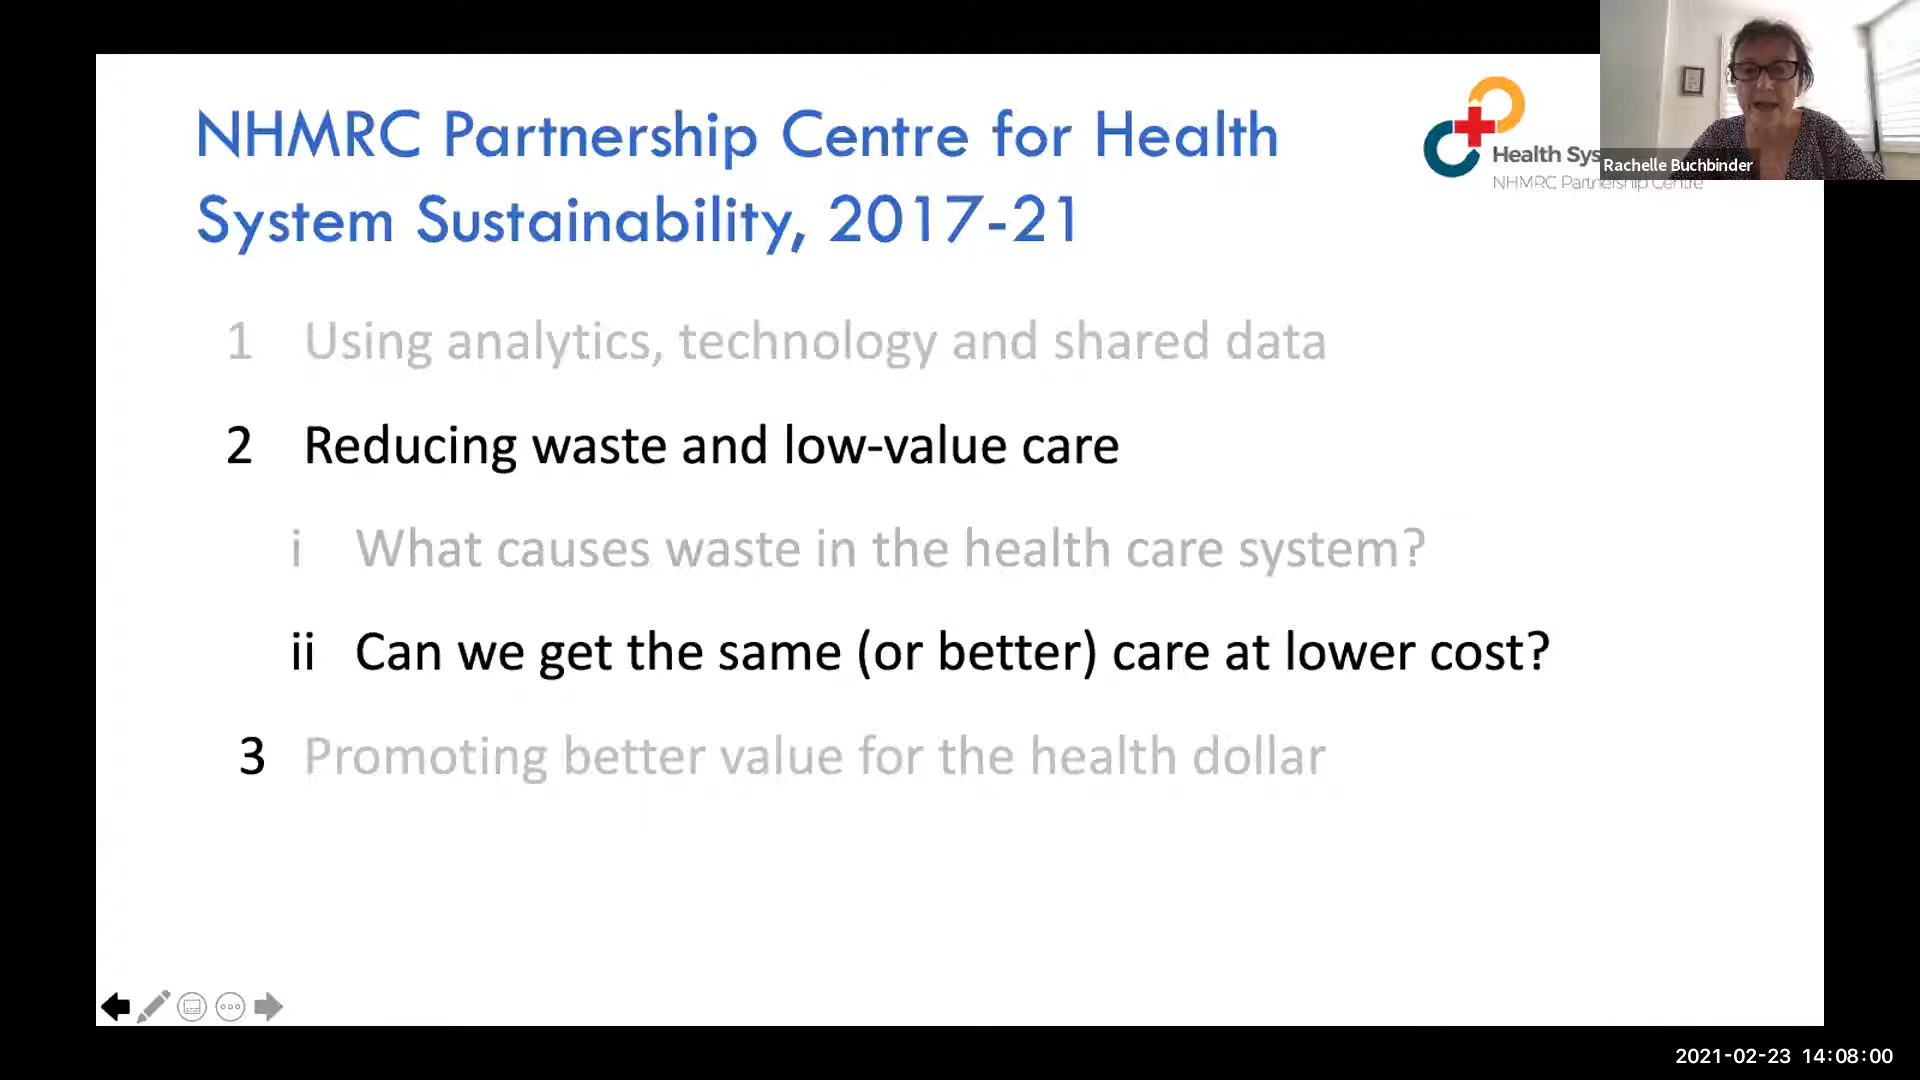 NHMRC Partnership Centre for Health
System Sustainability, 2017-21
Health Sys
NHMRC Partnership Centre
Rachelle Buchbinder
1 Using analytics, technology and shared data
2 Reducing waste and low-value care
i What causes waste in the health care system?
ii Can we get the same (or better) care at lower cost?
3 Promoting better value for the health dollar
2021-02-23 14:08:00